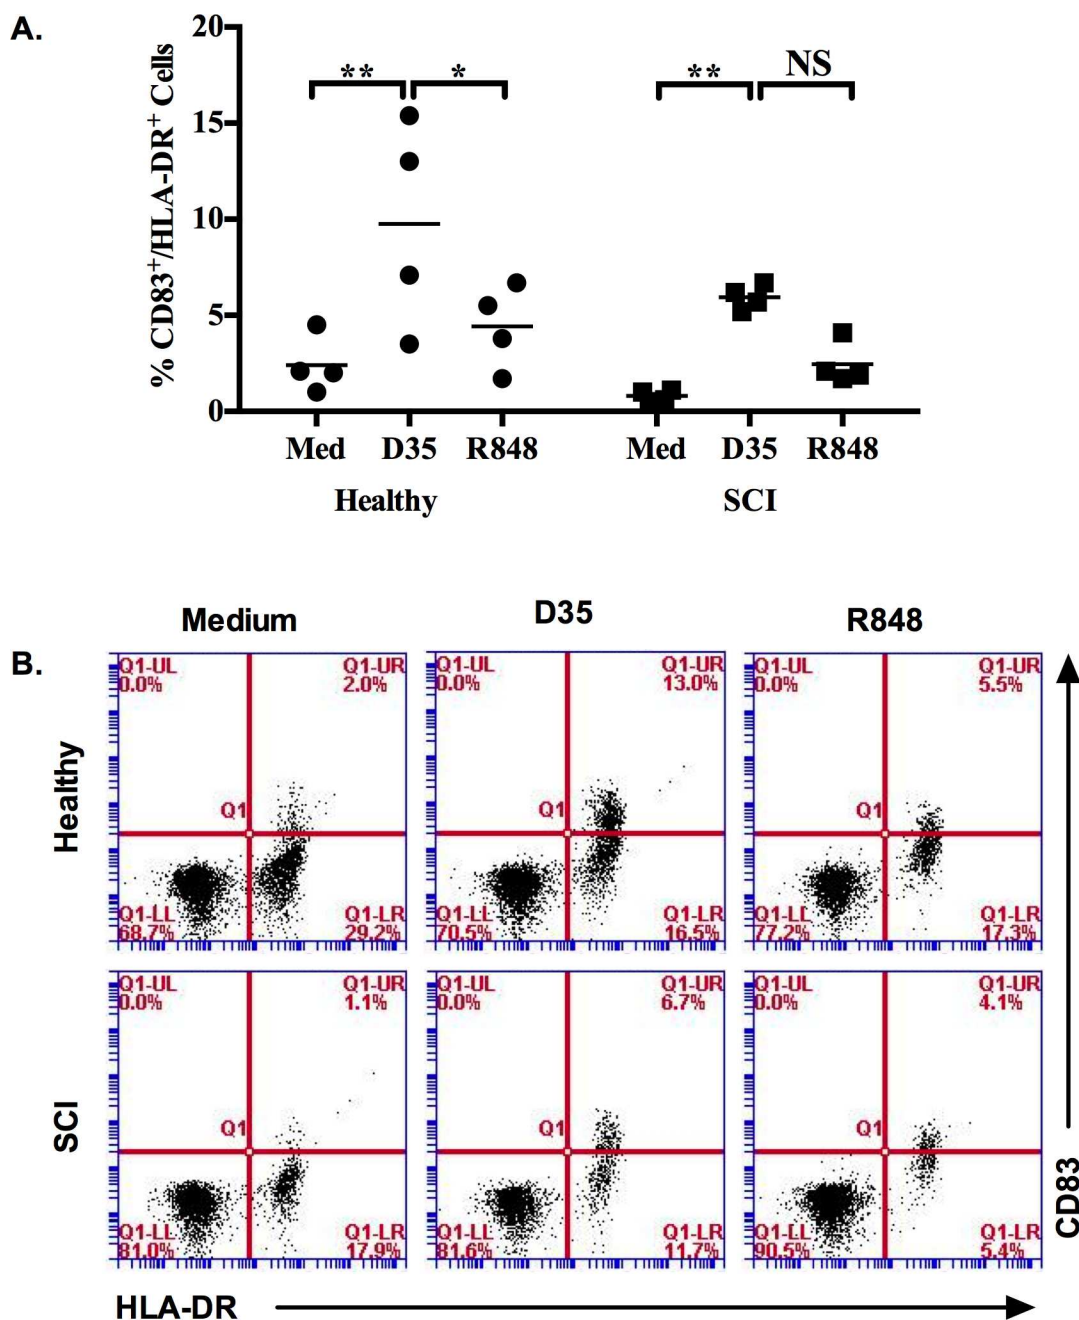 A.
% CD83+/HLA-DR+ Cells
20
15
10
5
0
** * ** NS
Med D35 R848 Med D35 R848
Healthy SCI
B.
Medium D35 R848
Healthy
Q1-UL Q1-UR Q1-UL Q1-UR Q1-UL Q1-UR
0.0% 2.0% 0.0% 13.0% 0.0% 5.5%
Q1 Q1 Q1
Q1-LL Q1-LR Q1-LL Q1-LR Q1-LL Q1-LR
68.7% 29.2% 70.5% 16.5% 77.2% 17.3%
SCI
Q1-UL Q1-UR Q1-UL Q1-UR Q1-UL Q1-UR
0.0% 1.1% 0.0% 6.7% 0.0% 4.1%
Q1 Q1 Q1
Q1-LL Q1-LR Q1-LL Q1-LR Q1-LL Q1-LR
81.0% 17.9% 81.6% 11.7% 90.5% 5.4%
CD83
HLA-DR